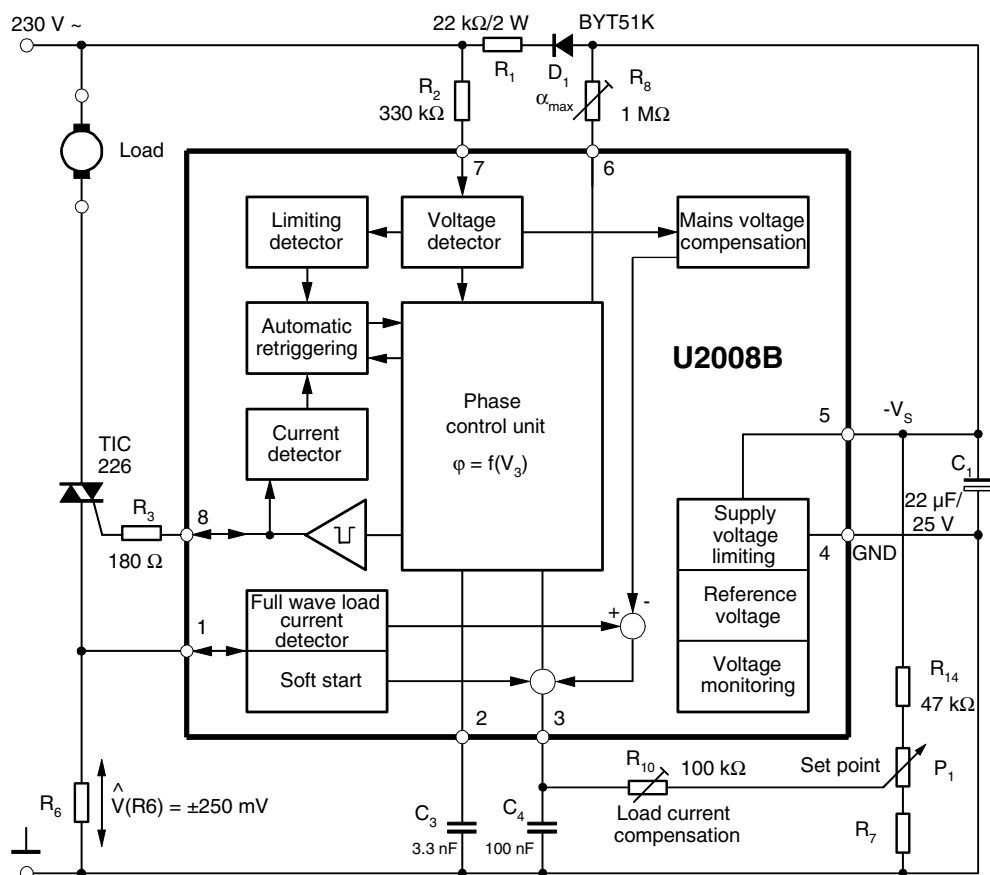 230 V ~
22 kΩ/2 W
BYT51K
R1
D1
R2
330 kΩ
αmax
R8
1 MΩ
Load
7
6
Limiting
detector
Voltage
detector
Mains voltage
compensation
Automatic
retriggering
U2008B
Phase
control unit
φ = f(V3)
Current
detector
TIC
226
R3
180 Ω
8
5
-VS
C1
22 µF/
25 V
4
GND
Supply
voltage
limiting
Reference
voltage
Voltage
monitoring
1
Full wave load
current
detector
Soft start
+
-
2
3
R14
47 kΩ
R10
100 kΩ
Set point
P1
Load current
compensation
R6
V̂(R6) = ±250 mV
C3
3.3 nF
C4
100 nF
R7